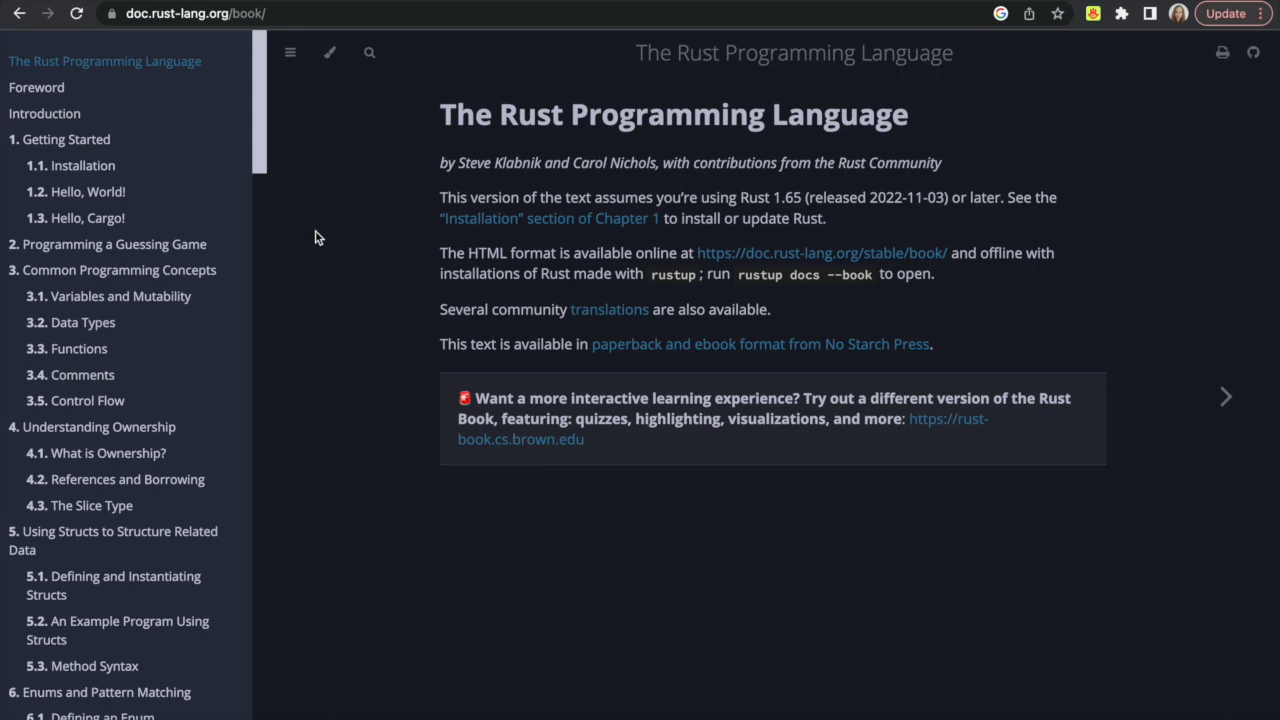 doc.rust-lang.org/book/
Update
The Rust Programming Language
Foreword
Introduction
1. Getting Started
1.1. Installation
1.2. Hello, World!
1.3. Hello, Cargo!
2. Programming a Guessing Game
3. Common Programming Concepts
3.1. Variables and Mutability
3.2. Data Types
3.3. Functions
3.4. Comments
3.5. Control Flow
4. Understanding Ownership
4.1. What is Ownership?
4.2. References and Borrowing
4.3. The Slice Type
5. Using Structs to Structure Related
Data
5.1. Defining and Instantiating
Structs
5.2. An Example Program Using
Structs
5.3. Method Syntax
6. Enums and Pattern Matching
6.1. Defining an Enum
The Rust Programming Language
The Rust Programming Language
by Steve Klabnik and Carol Nichols, with contributions from the Rust Community
This version of the text assumes you’re using Rust 1.65 (released 2022-11-03) or later. See the
“Installation” section of Chapter 1 to install or update Rust.
The HTML format is available online at https://doc.rust-lang.org/stable/book/ and offline with
installations of Rust made with rustup; run rustup docs --book to open.
Several community translations are also available.
This text is available in paperback and ebook format from No Starch Press.
🚨 Want a more interactive learning experience? Try out a different version of the Rust
Book, featuring: quizzes, highlighting, visualizations, and more: https://rust-
book.cs.brown.edu